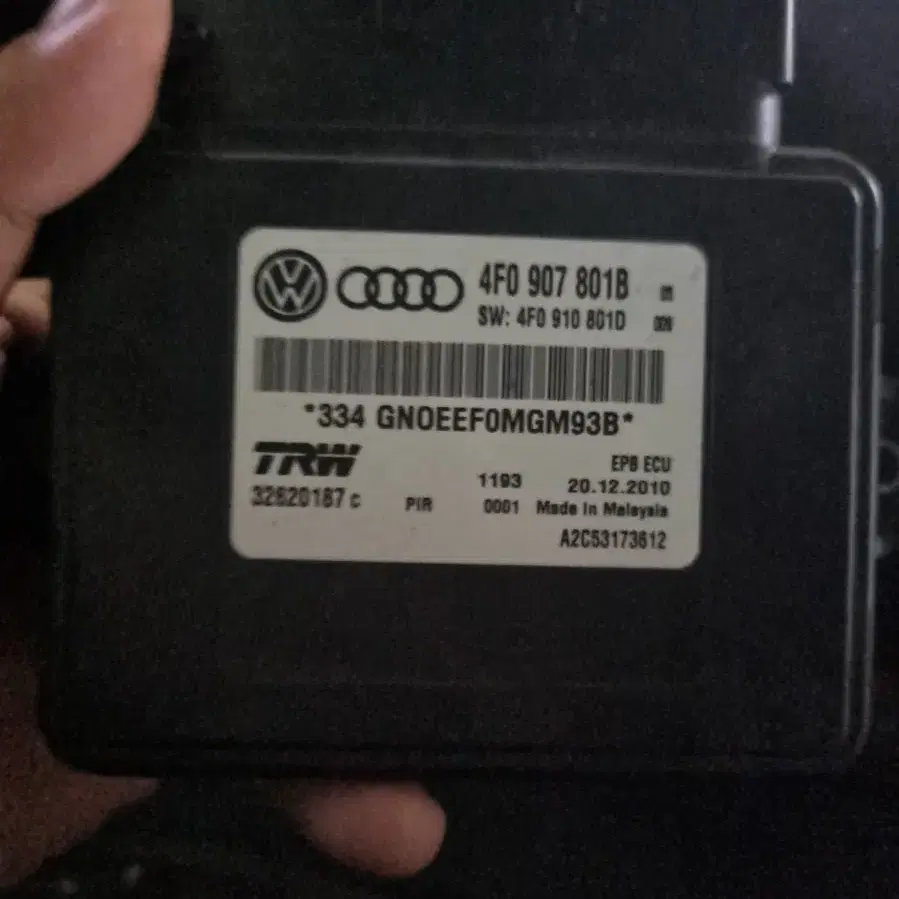 4F0 907 801B
SW: 4F0 910 801D
*334 GN0EEF0MGM93B*
TRW EPB ECU
1193 20.12.2010
32620187 c PIR 0001 Made In Malaysia
A2C53173612